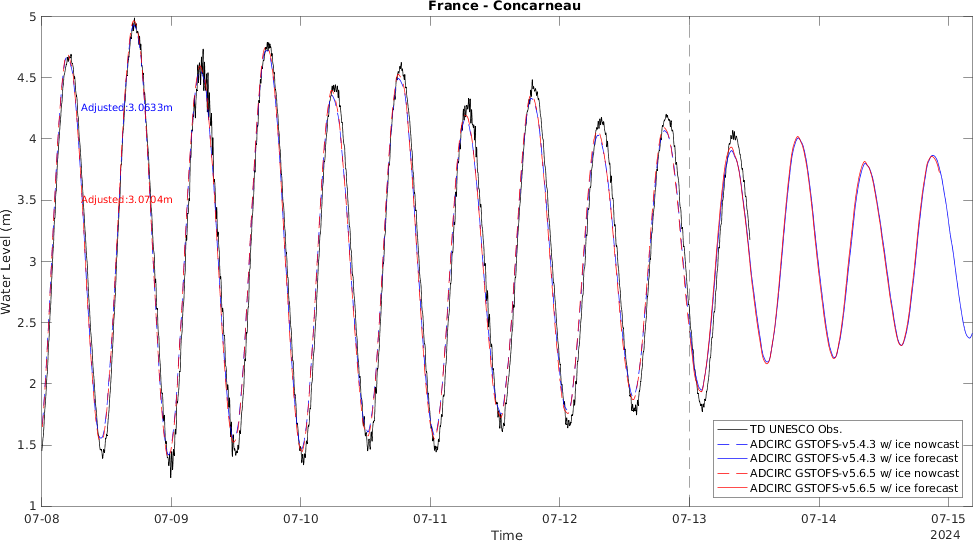 France - Concarneau
5
4.5
4
3.5
3
2.5
2
1.5
1
Water Level (m)
Adjusted:3.0633m
Adjusted:3.0704m
TD UNESCO Obs.
ADCIRC GSTOFS-v5.4.3 w/ ice nowcast
ADCIRC GSTOFS-v5.4.3 w/ ice forecast
ADCIRC GSTOFS-v5.6.5 w/ ice nowcast
ADCIRC GSTOFS-v5.6.5 w/ ice forecast
07-08 07-09 07-10 07-11 07-12 07-13 07-14 07-15
Time
2024